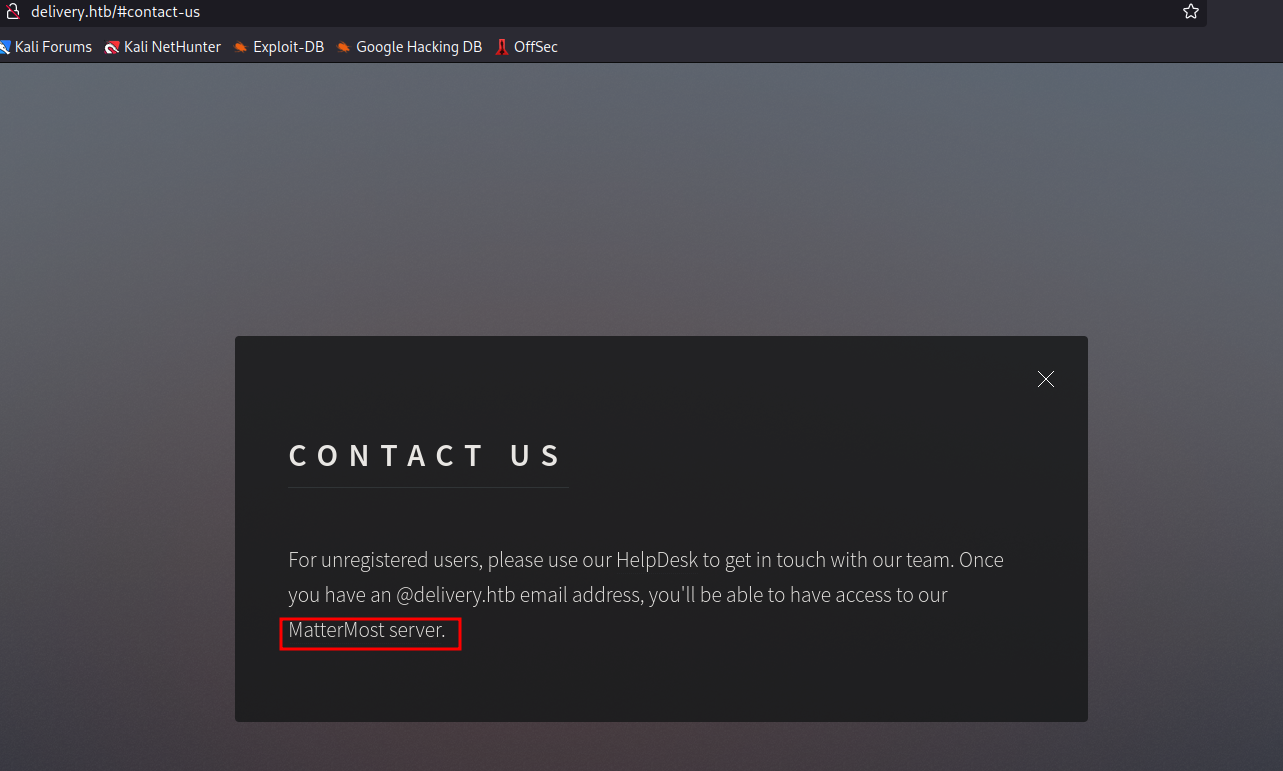 delivery.htb/#contact-us
Kali Forums Kali NetHunter Exploit-DB Google Hacking DB OffSec
CONTACT US
For unregistered users, please use our HelpDesk to get in touch with our team. Once
you have an @delivery.htb email address, you'll be able to have access to our
MatterMost server.